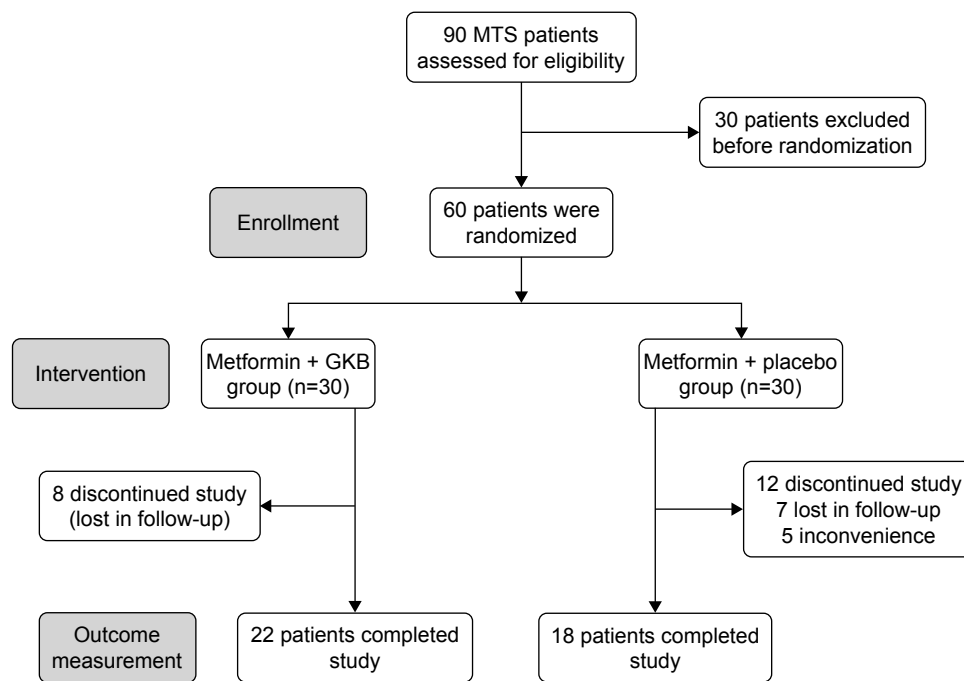 90 MTS patients
assessed for eligibility
30 patients excluded
before randomization
Enrollment
60 patients were
randomized
Intervention
Metformin + GKB
group (n=30)
Metformin + placebo
group (n=30)
8 discontinued study
(lost in follow-up)
12 discontinued study
7 lost in follow-up
5 inconvenience
Outcome
measurement
22 patients completed
study
18 patients completed
study